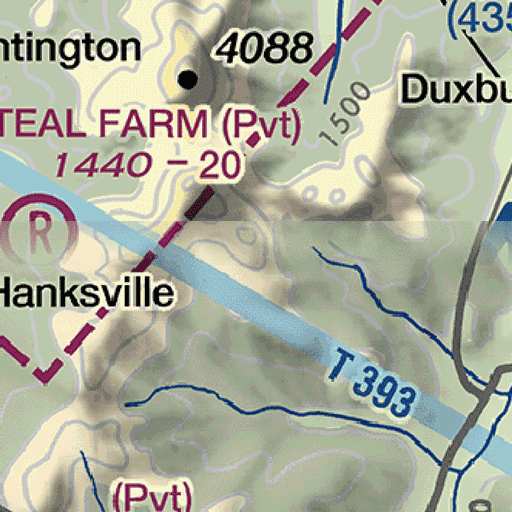 ntington
4088
(435
Duxbu
TEAL FARM (Pvt)
1440 - 20
1500
R
Hanksville
T 393
(Pvt)